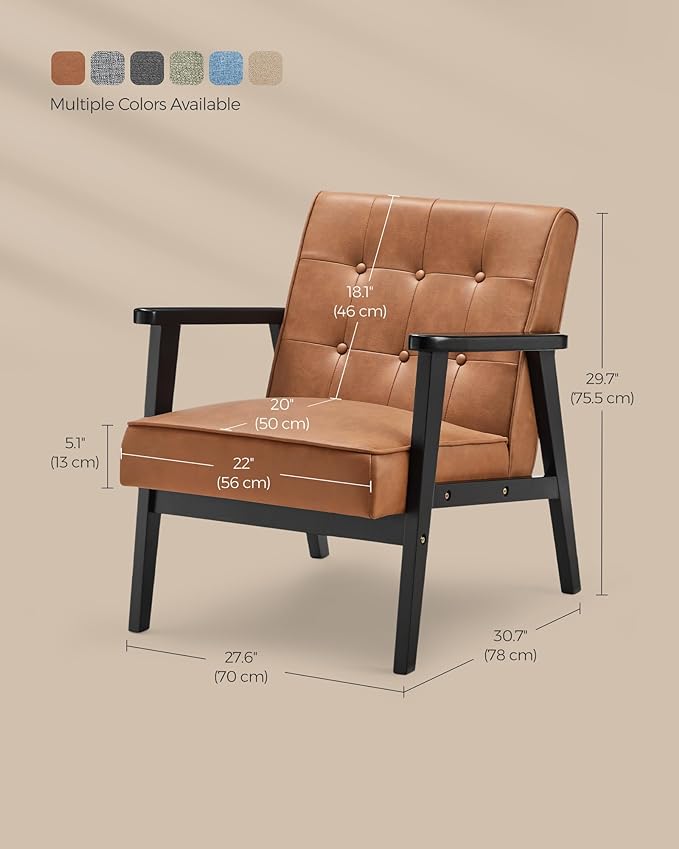 Multiple Colors Available
18.1"
(46 cm)
29.7"
(75.5 cm)
20"
(50 cm)
5.1"
(13 cm)
22"
(56 cm)
30.7"
(78 cm)
27.6"
(70 cm)